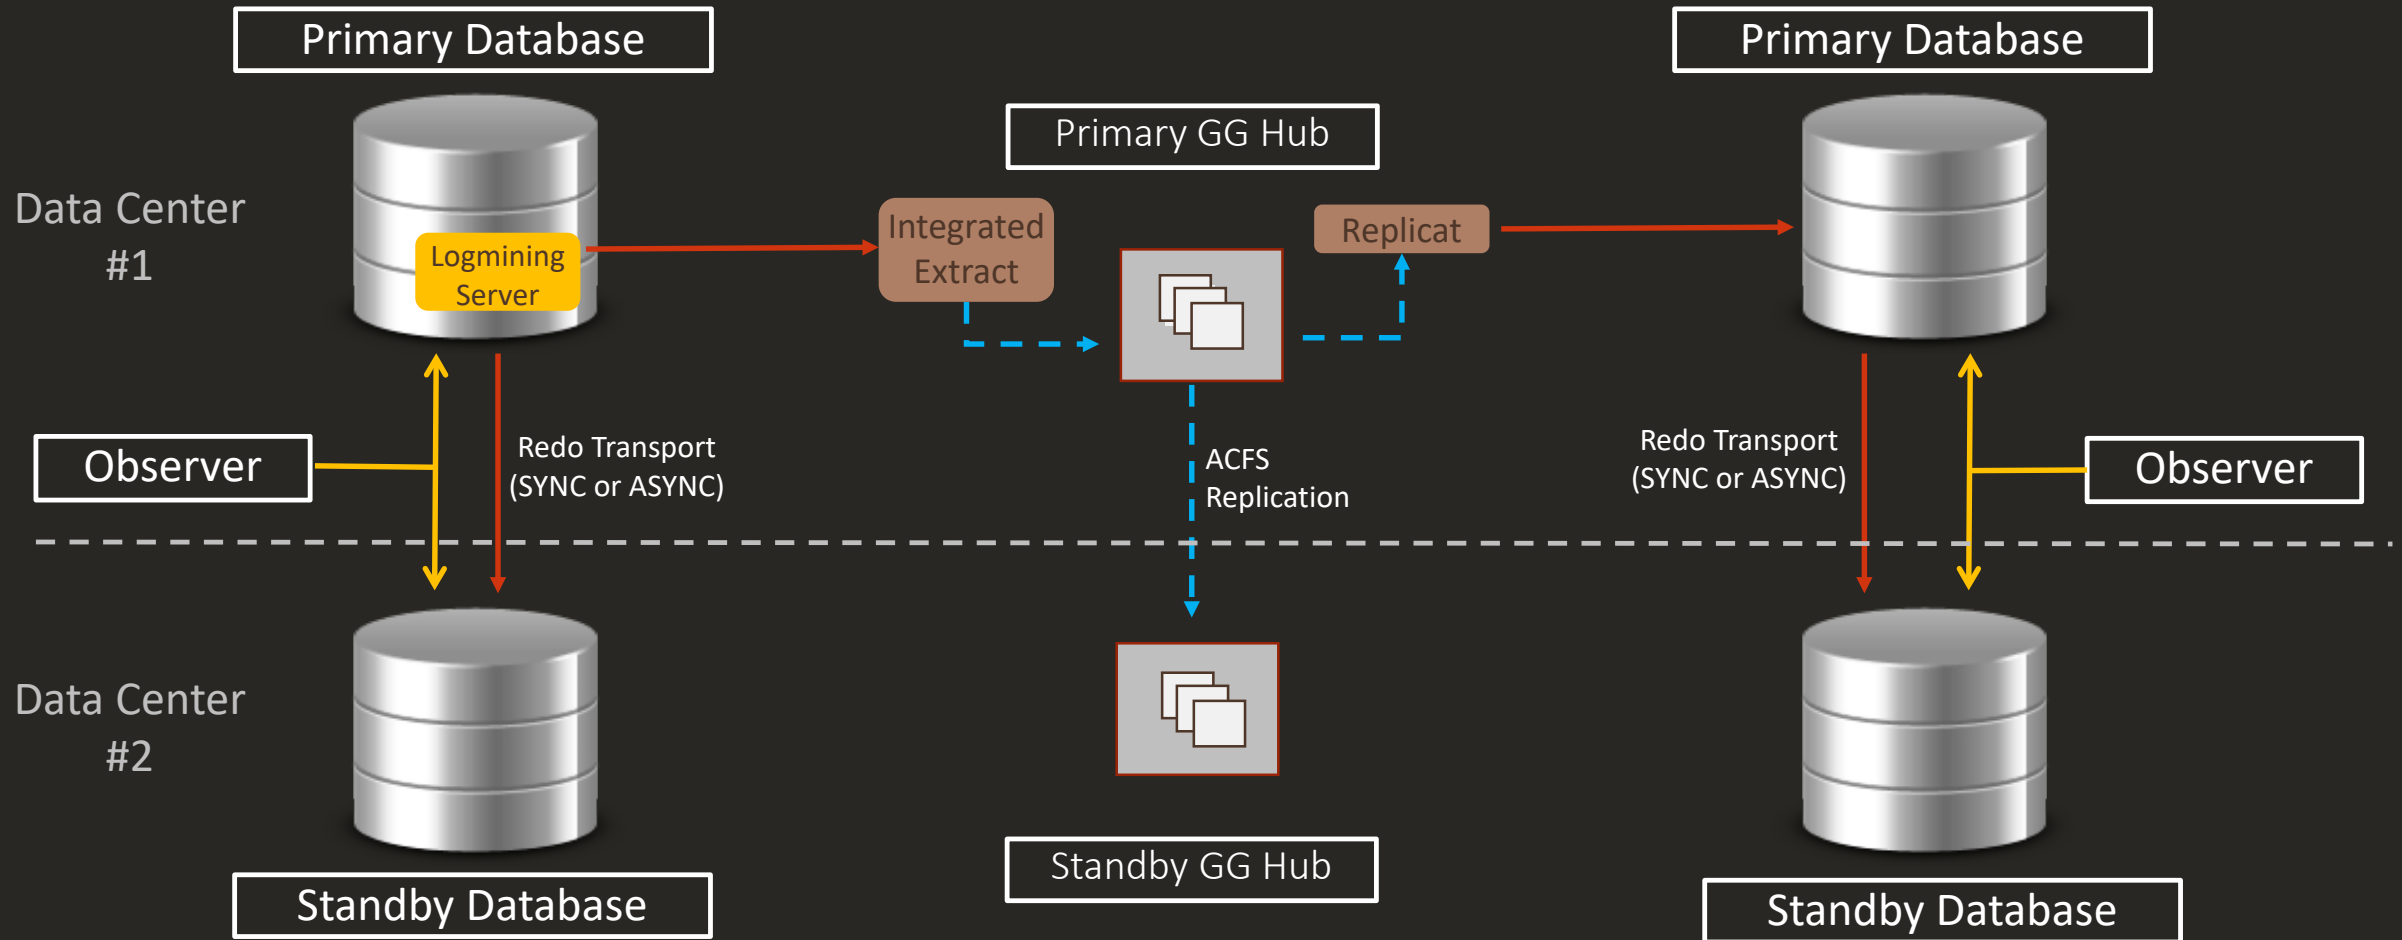 Primary Database
Primary Database
Primary GG Hub
Data Center
#1
Logmining
Server
Integrated
Extract
Replicat
Observer
Redo Transport
(SYNC or ASYNC)
ACFS
Replication
Redo Transport
(SYNC or ASYNC)
Observer
Data Center
#2
Standby GG Hub
Standby Database
Standby Database